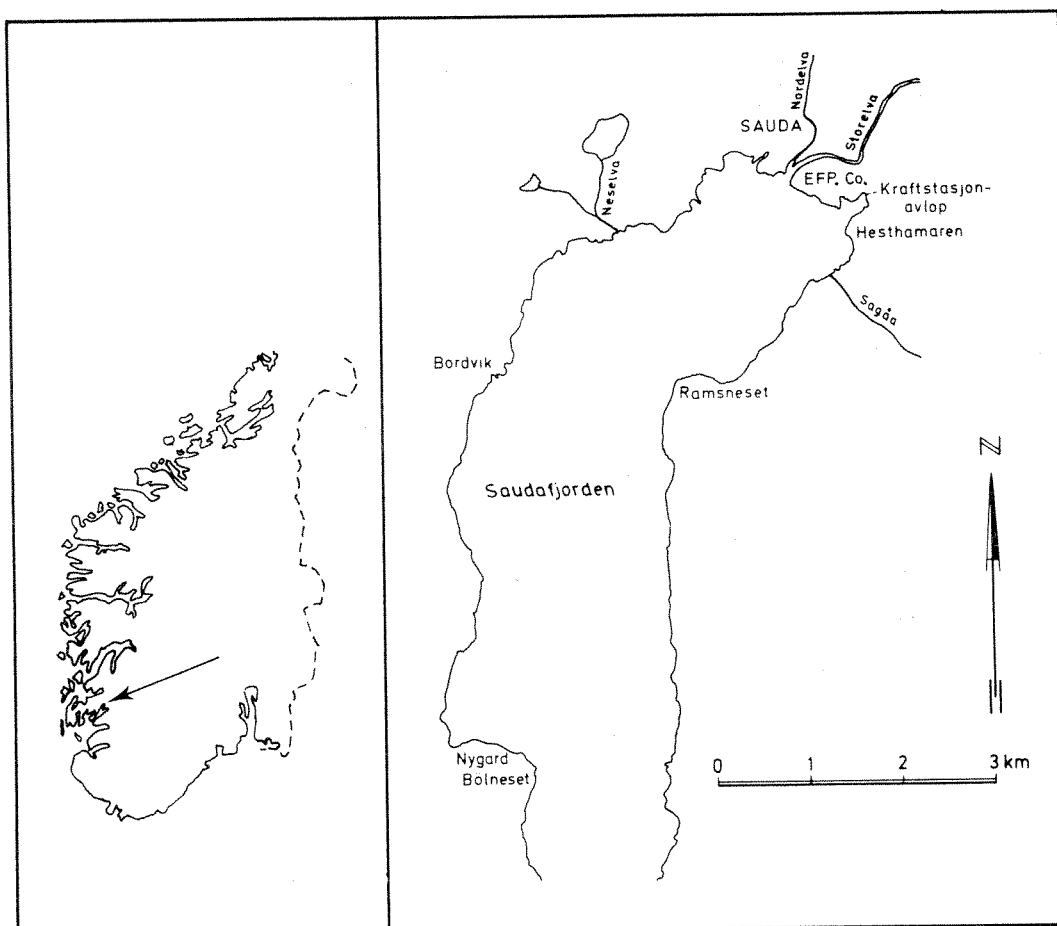 Nordelva
SAUDA
Storelva
EFP. Co.
Kraftstasjon-
avlop
Neselva
Hesthamaren
Sagåa
Bordvik
Ramsneset
Saudafjorden
N
Nygard
Bolneset
0 1 2 3 km